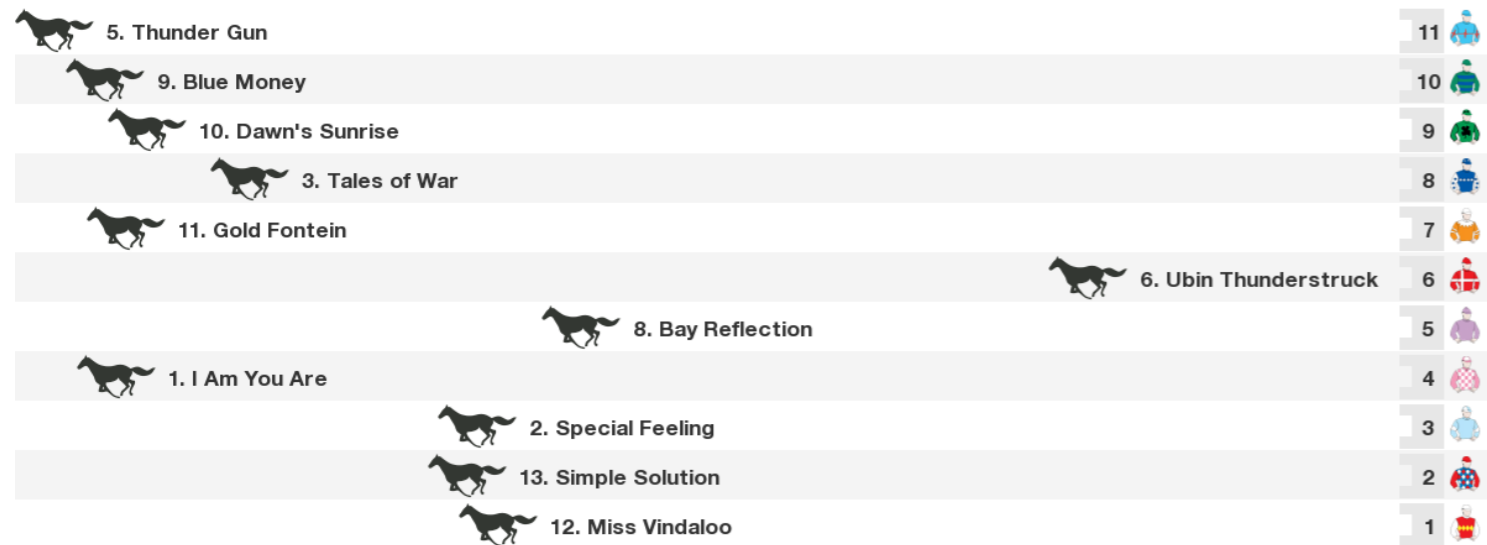 5. Thunder Gun 11
9. Blue Money 10
10. Dawn's Sunrise 9
3. Tales of War 8
11. Gold Fontein 7
6. Ubin Thunderstruck 6
8. Bay Reflection 5
1. I Am You Are 4
2. Special Feeling 3
13. Simple Solution 2
12. Miss Vindaloo 1